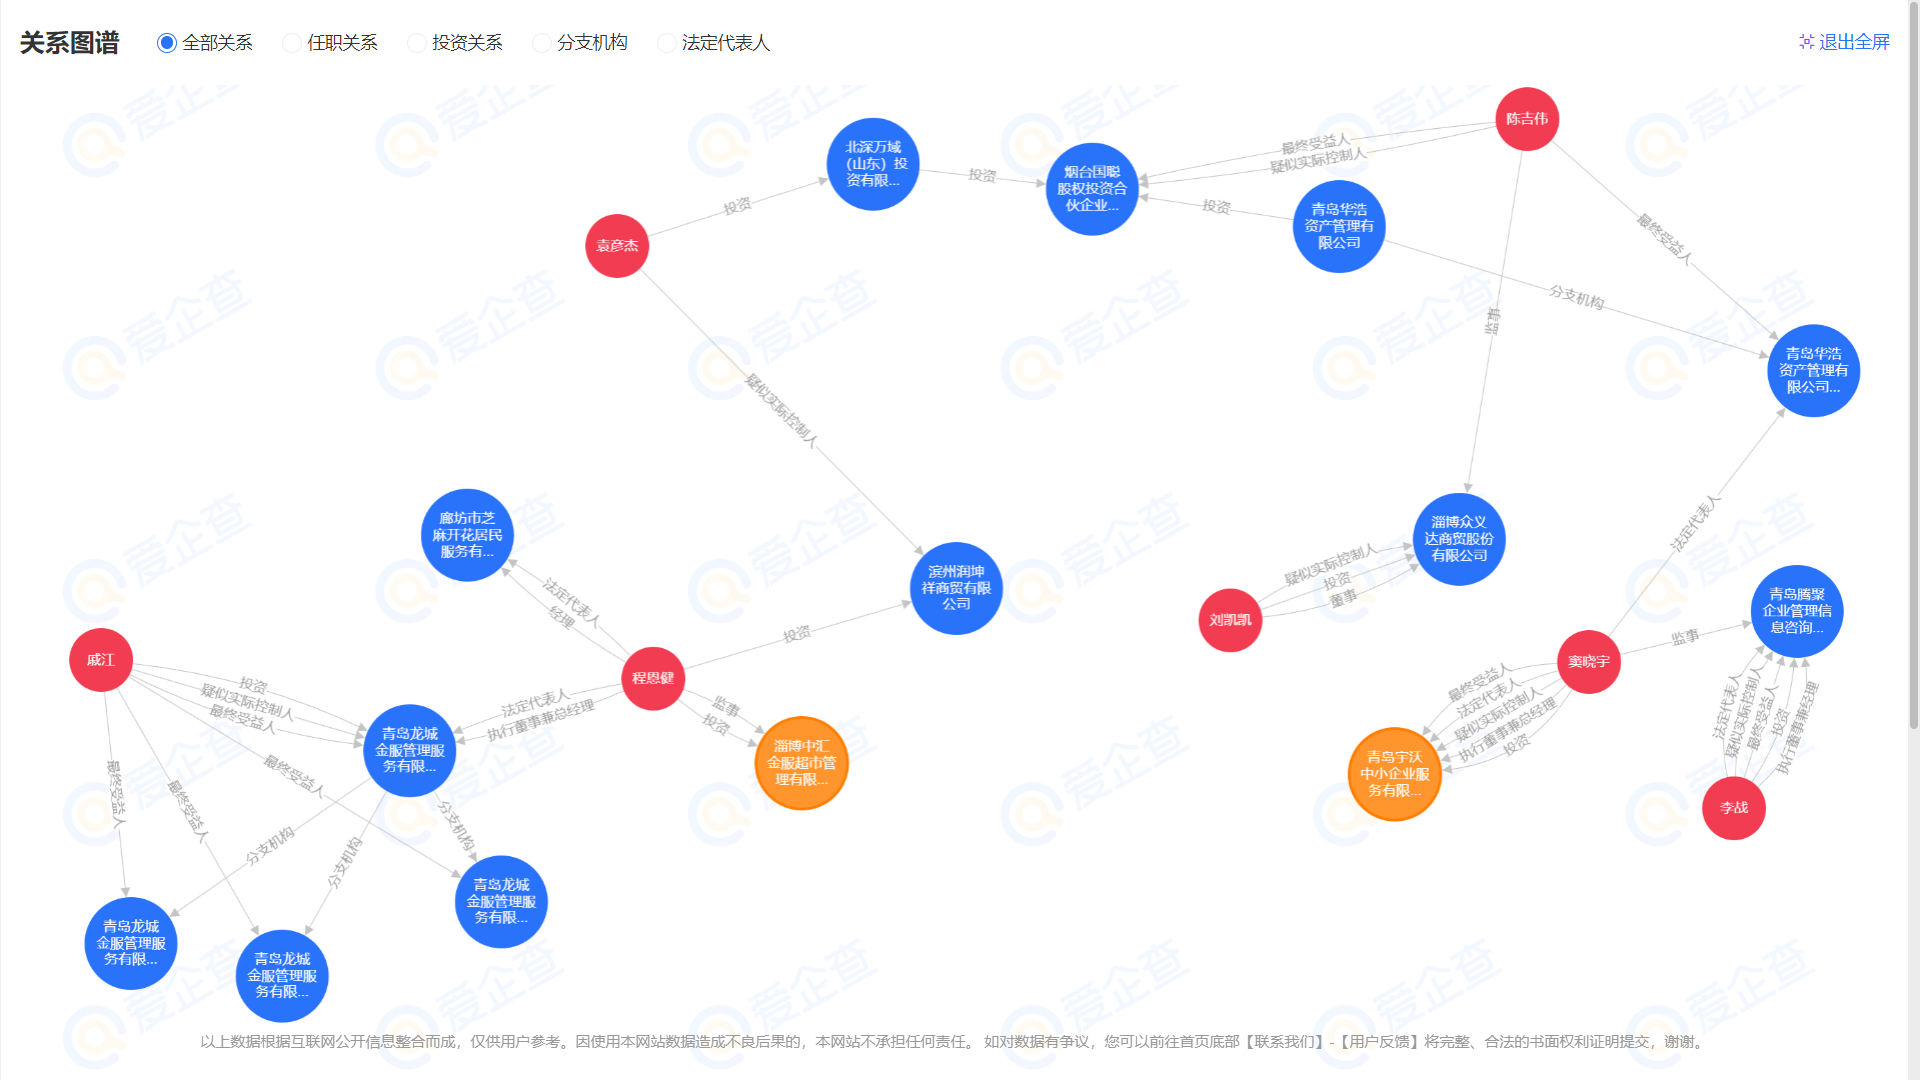 关系图谱
全部关系
任职关系
投资关系
分支机构
法定代表人
退出全屏
陈吉伟
最终受益人
疑似实际控制人
北深万域
（山东）投
资有限...
投资
烟台国聪
股权投资合
伙企业...
投资
青岛华浩
资产管理有
限公司
投资
袁彦杰
最终受益人
分支机构
监事
青岛华浩
资产管理有
限公司...
疑似实际控制人
法定代表人
廊坊市芝
麻开花居民
服务有...
滨州润坤
祥商贸有限
公司
淄博众义
达商贸股份
有限公司
疑似实际控制人
投资
董事
刘凯凯
法定代表人
经理
投资
青岛腾聚
企业管理信
息咨询...
监事
窦晓宇
戚江
投资
疑似实际控制人
最终受益人
程恩健
法定代表人
执行董事兼总经理
监事
投资
最终受益人
法定代表人
疑似实际控制人
执行董事兼总经理
投资
法定代表人
疑似实际控制人
最终受益人
投资
执行董事兼经理
青岛龙城
金服管理服
务有限...
淄博中汇
金服超市管
理有限...
青岛宇沃
中小企业服
务有限...
李战
最终受益人
最终受益人
最终受益人
分支机构
分支机构
分支机构
青岛龙城
金服管理服
务有限...
青岛龙城
金服管理服
务有限...
青岛龙城
金服管理服
务有限...
以上数据根据互联网公开信息整合而成，仅供用户参考。因使用本网站数据造成不良后果的，本网站不承担任何责任。 如对数据有争议，您可以前往首页底部【联系我们】-【用户反馈】将完整、合法的书面权利证明提交，谢谢。
爱企查